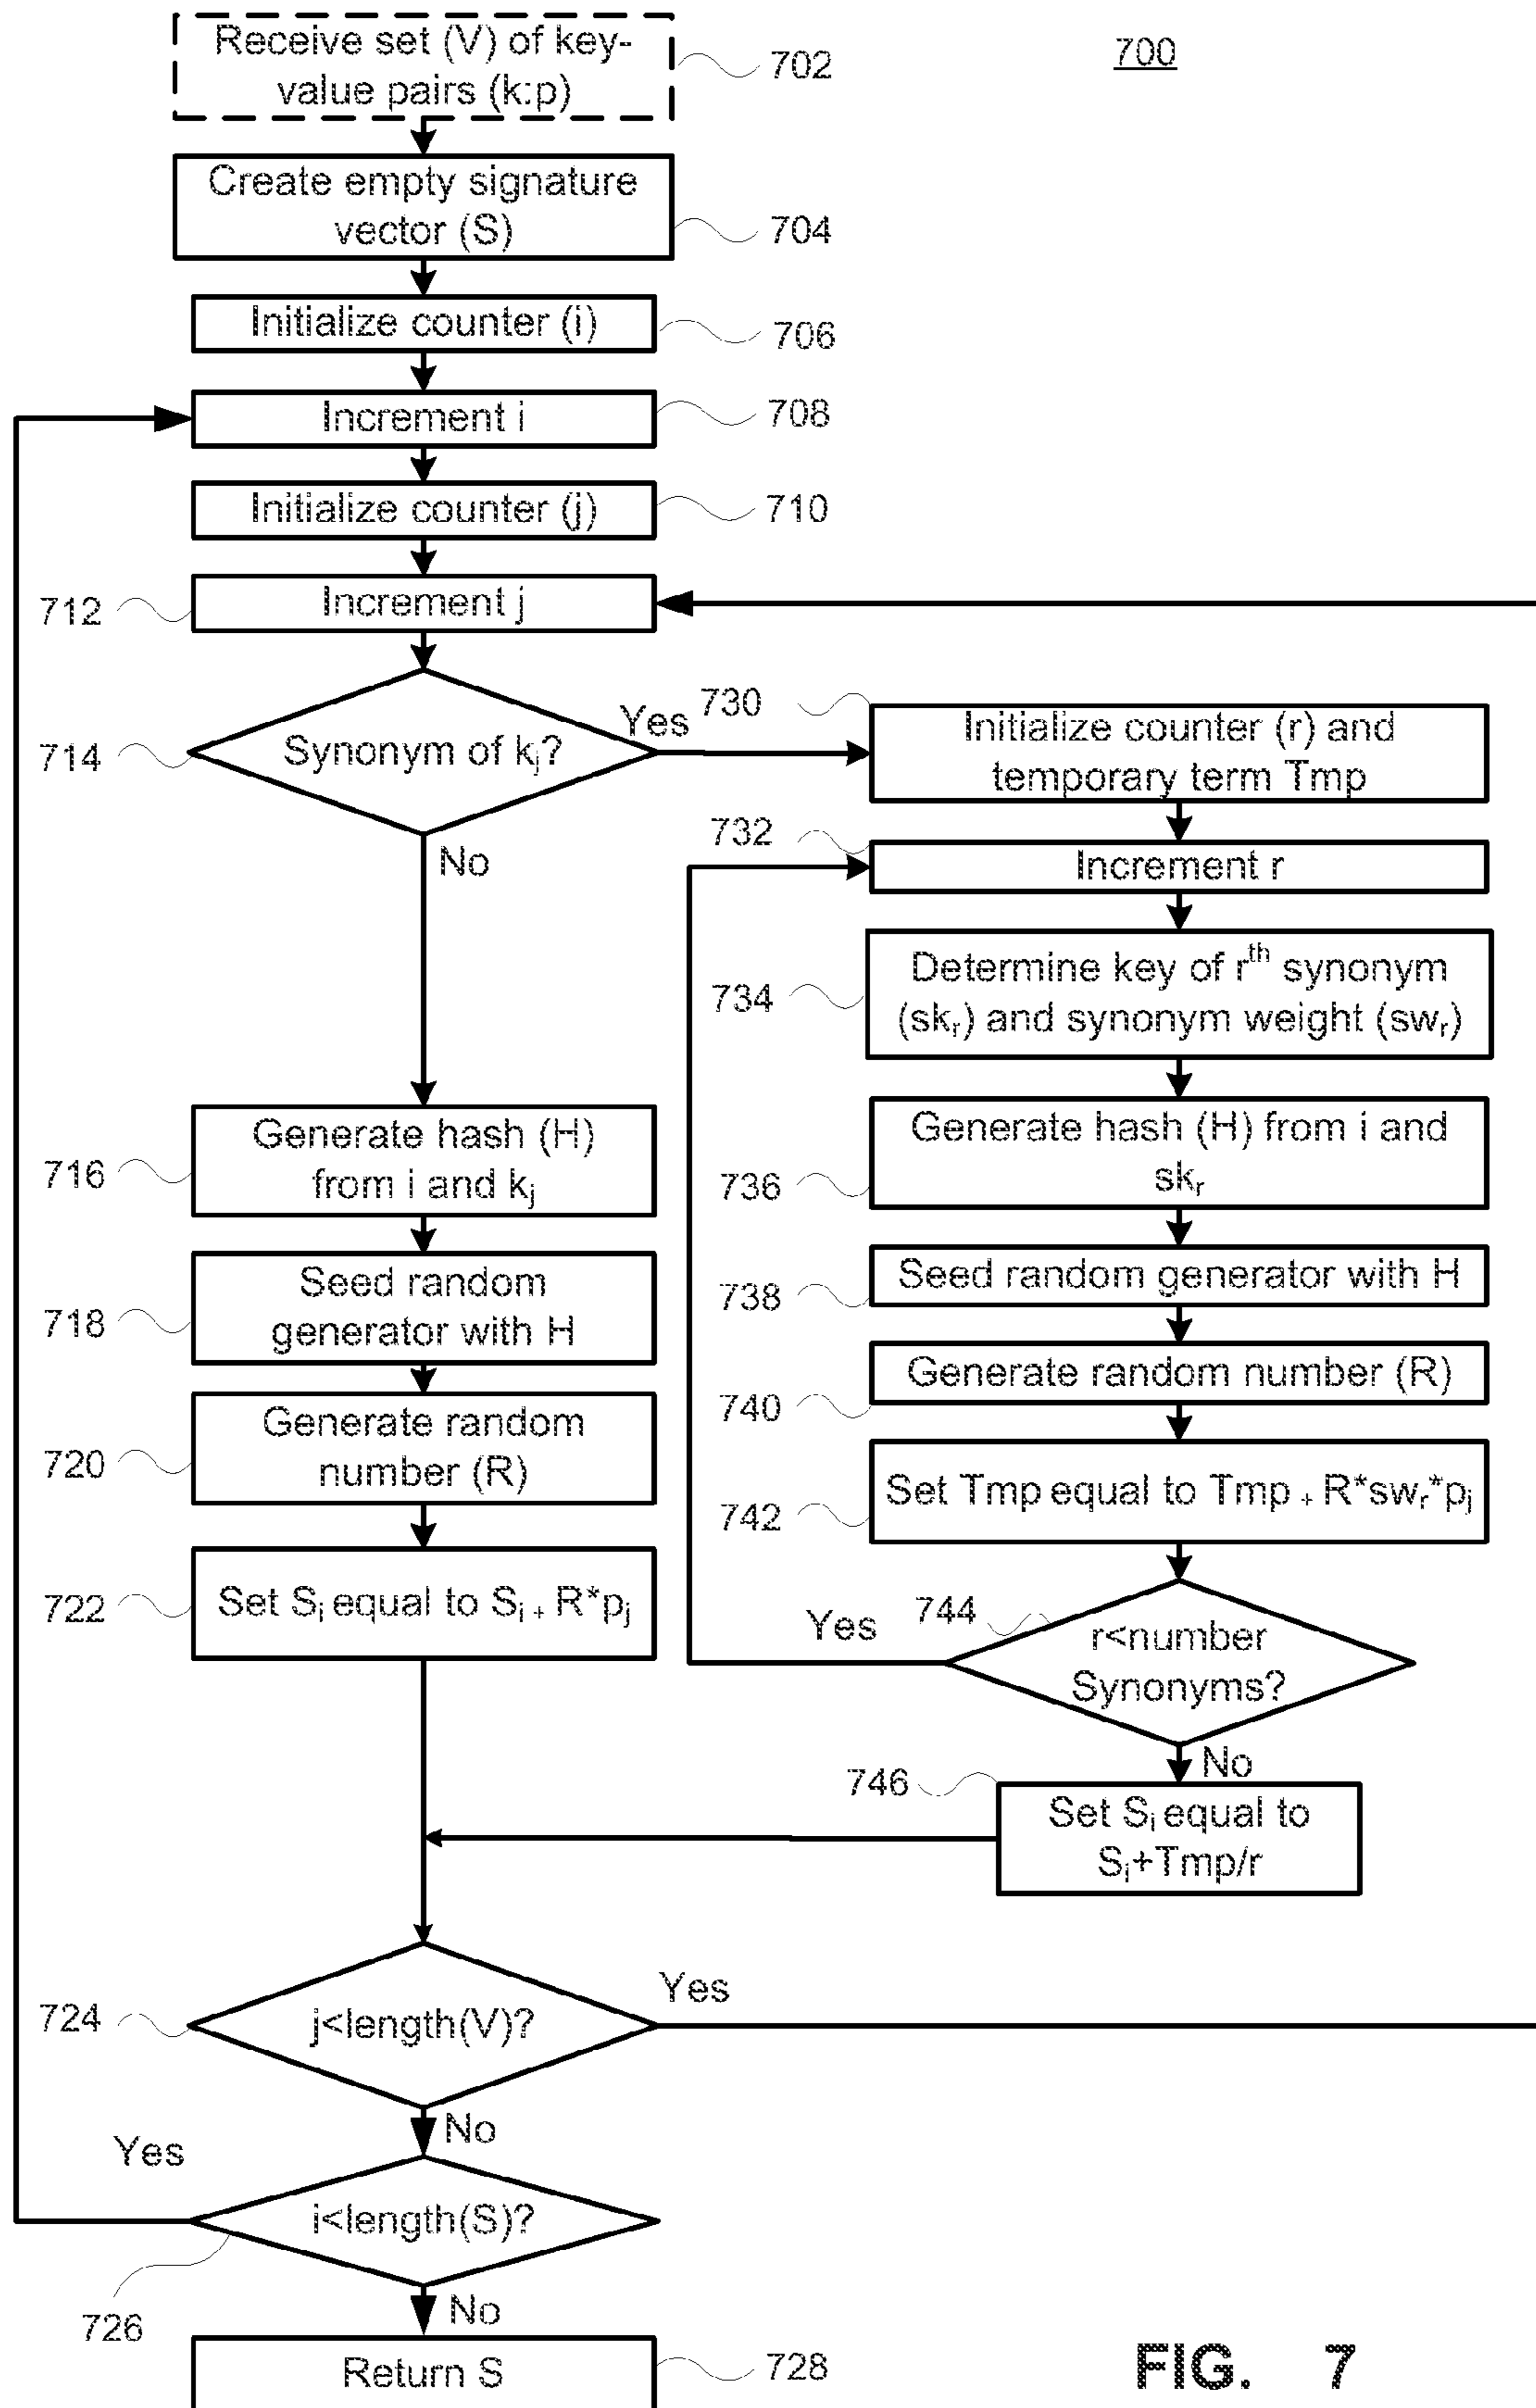 Receive set (V) of key-
value pairs (k:p)
702
700
Create empty signature
vector (S)
704
Initialize counter (i)
706
Increment i
708
Initialize counter (j)
710
Increment j
712
Synonym of kj?
714
Yes
No
730
Initialize counter (r) and
temporary term Tmp
732
Increment r
734
Determine key of rth synonym
(skr) and synonym weight (swr)
716
Generate hash (H)
from i and kj
736
Generate hash (H) from i and
skr
718
Seed random
generator with H
738
Seed random generator with H
720
Generate random
number (R)
740
Generate random number (R)
742
Set Tmp equal to Tmp + R*swr*pj
722
Set Si equal to Si + R*pj
744
r<number
Synonyms?
Yes
No
746
Set Si equal to
Si+Tmp/r
724
j<length(V)?
Yes
No
726
i<length(S)?
Yes
No
Return S
728
FIG. 7